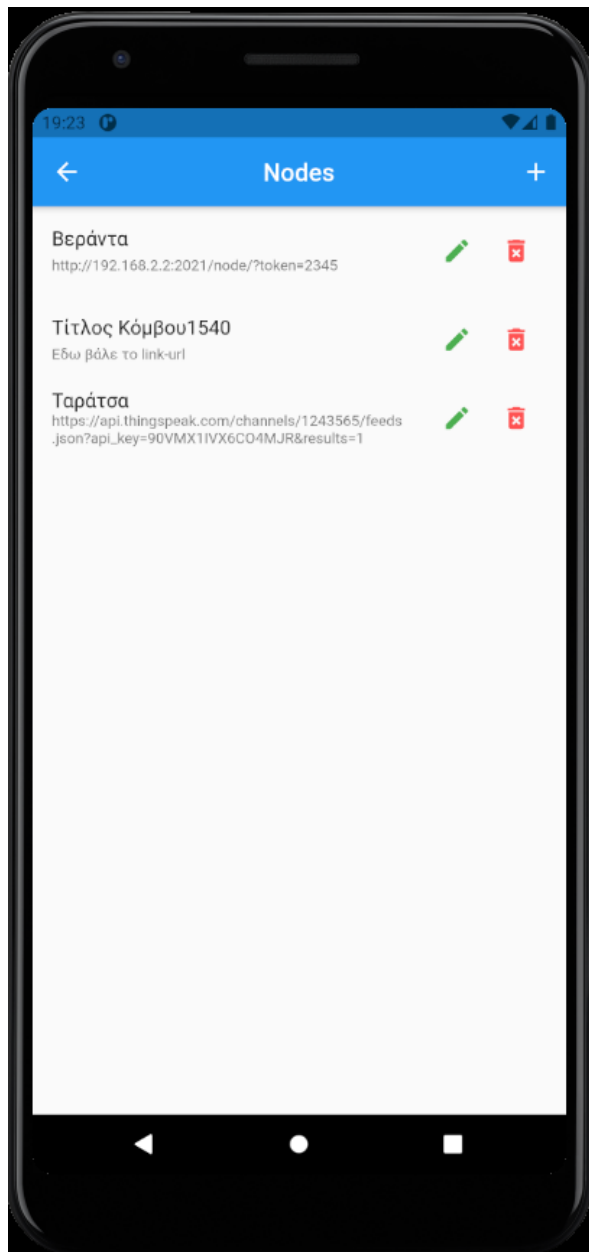 19:23
Nodes
Βεράντα
http://192.168.2.2:2021/node/?token=2345
Τίτλος Κόμβου1540
Εδω βάλε το link-url
Ταράτσα
https://api.thingspeak.com/channels/1243565/feeds
.json?api_key=90VMX1IVX6CO4MJR&results=1